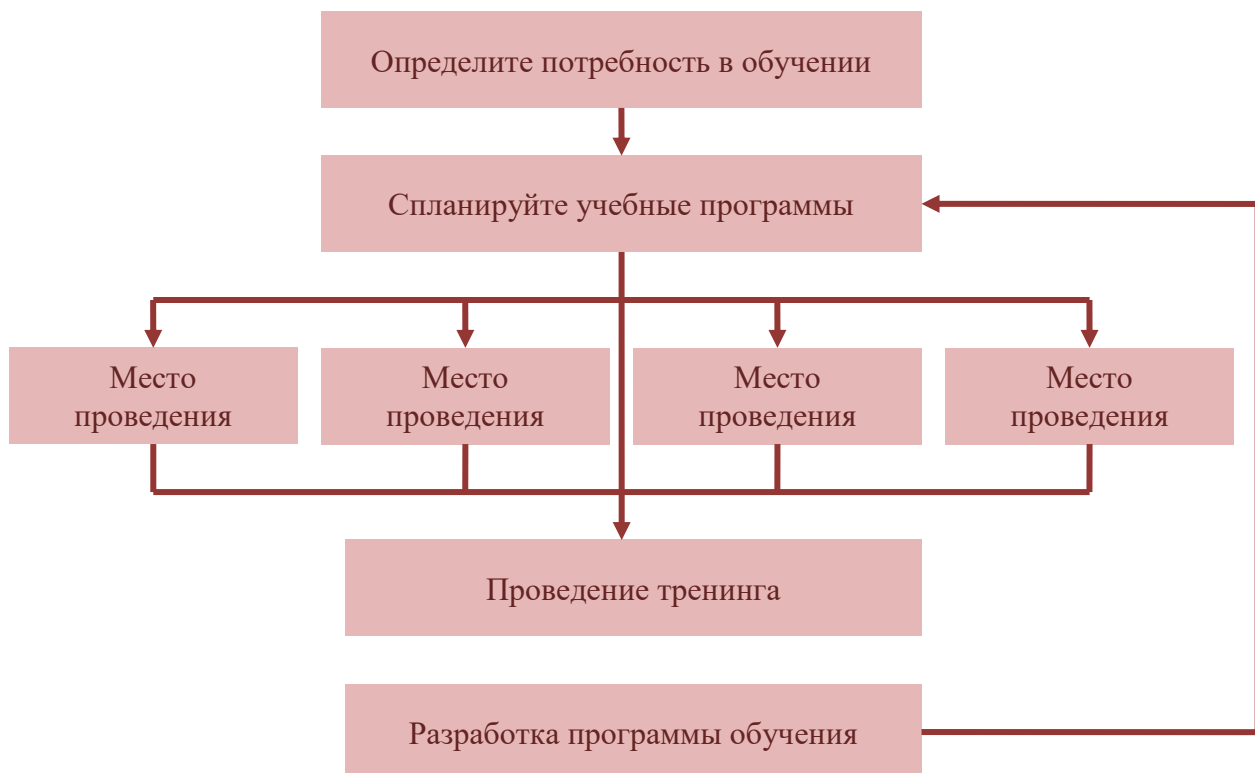 Определите потребность в обучении
Спланируйте учебные программы
Место
проведения
Место
проведения
Место
проведения
Место
проведения
Проведение тренинга
Разработка программы обучения